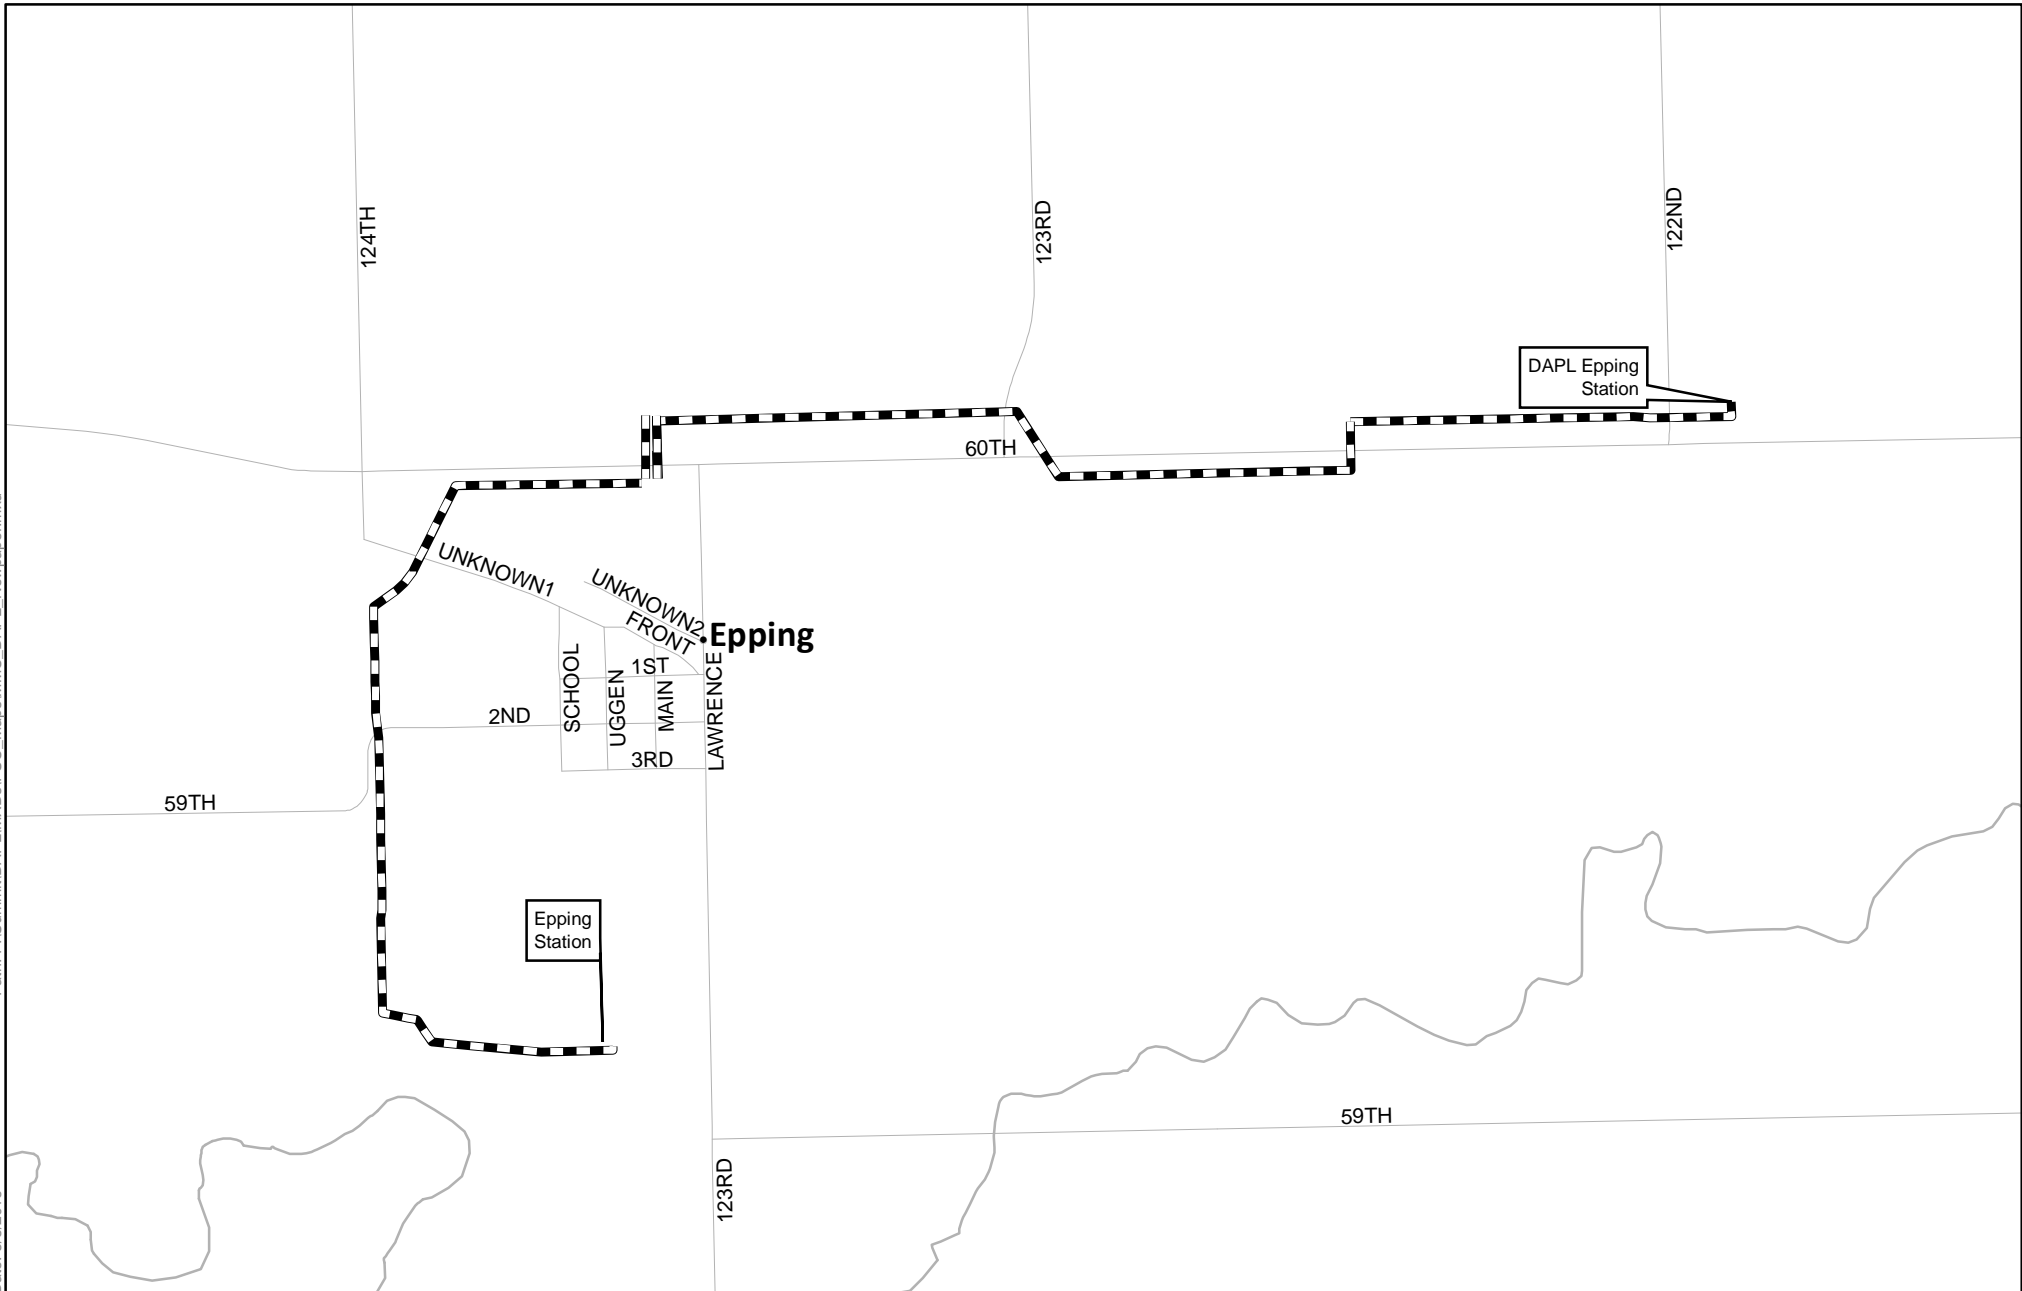 124TH
123RD
122ND
DAPL Epping
Station
60TH
UNKNOWN1
UNKNOWN2
FRONT
Epping
1ST
SCHOOL
UGGEN
MAIN
LAWRENCE
2ND
3RD
59TH
Epping
Station
59TH
123RD